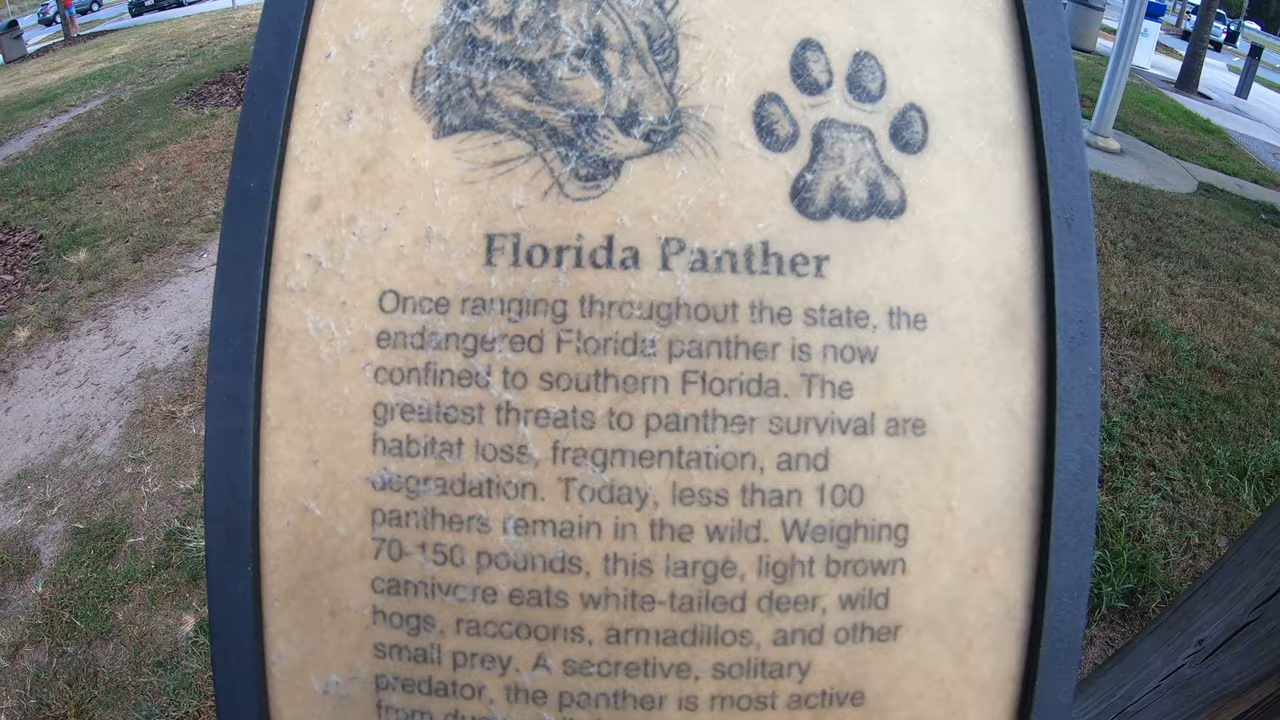 Florida Panther
Once ranging throughout the state, the
endangered Florida panther is now
confined to southern Florida. The
greatest threats to panther survival are
habitat loss, fragmentation, and
degradation. Today, less than 100
panthers remain in the wild. Weighing
70-150 pounds, this large, light brown
carnivore eats white-tailed deer, wild
hogs, raccoons, armadillos, and other
small prey. A secretive, solitary
predator, the panther is most active
from